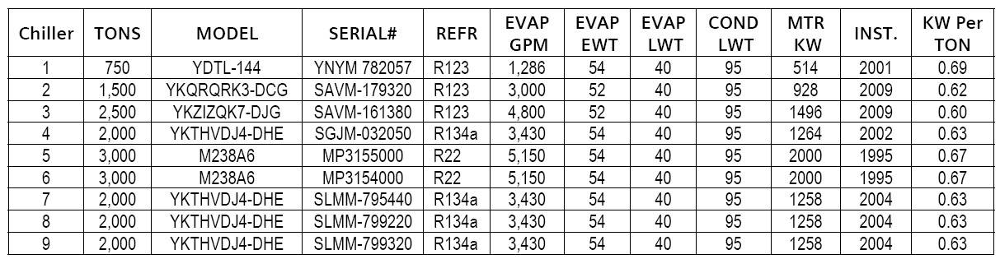 Chiller TONS MODEL SERIAL# REFR EVAP GPM EVAP EWT EVAP LWT COND LWT MTR KW INST. KW Per TON
1 750 YDTL-144 YNYM 782057 R123 1,286 54 40 95 514 2001 0.69
2 1,500 YKQRQRK3-DCG SAVM-179320 R123 3,000 52 40 95 928 2009 0.62
3 2,500 YKZIZQK7-DJG SAVM-161380 R123 4,800 52 40 95 1496 2009 0.60
4 2,000 YKTHVDJ4-DHE SGJM-032050 R134a 3,430 54 40 95 1264 2002 0.63
5 3,000 M238A6 MP3155000 R22 5,150 54 40 95 2000 1995 0.67
6 3,000 M238A6 MP3154000 R22 5,150 54 40 95 2000 1995 0.67
7 2,000 YKTHVDJ4-DHE SLMM-795440 R134a 3,430 54 40 95 1258 2004 0.63
8 2,000 YKTHVDJ4-DHE SLMM-799220 R134a 3,430 54 40 95 1258 2004 0.63
9 2,000 YKTHVDJ4-DHE SLMM-799320 R134a 3,430 54 40 95 1258 2004 0.63